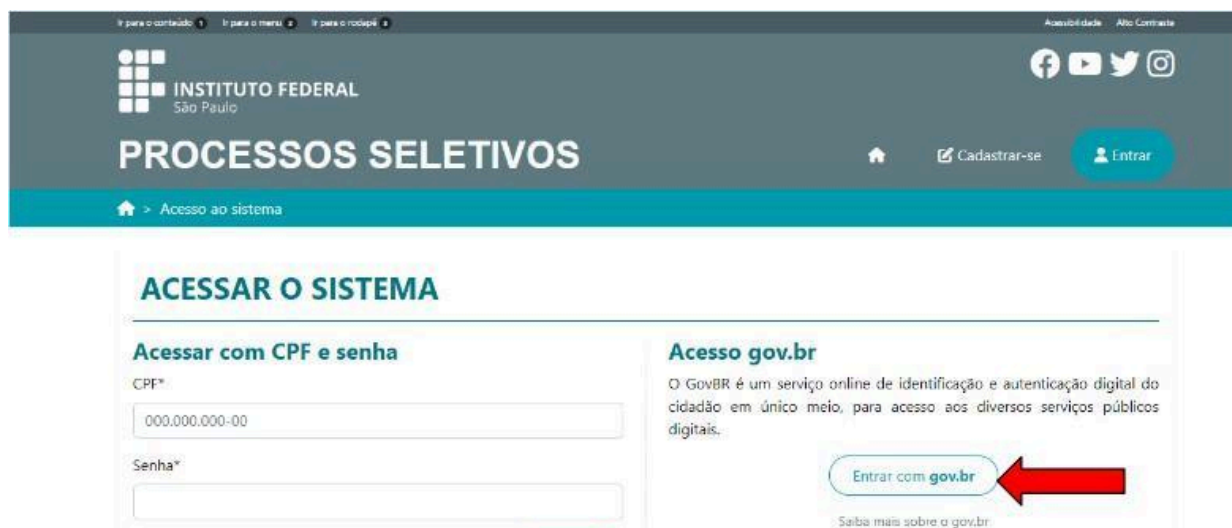 Ir para o conteúdo 1 Ir para o menu 2 Ir para o rodapé 3
Acessibilidade Alto Contraste
INSTITUTO FEDERAL
São Paulo
PROCESSOS SELETIVOS
Cadastrar-se
Entrar
> Acesso ao sistema
ACESSAR O SISTEMA
Acessar com CPF e senha
CPF*
000.000.000-00
Senha*
Acesso gov.br
O GovBR é um serviço online de identificação e autenticação digital do
cidadão em único meio, para acesso aos diversos serviços públicos
digitais.
Entrar com gov.br
Saiba mais sobre o gov.br